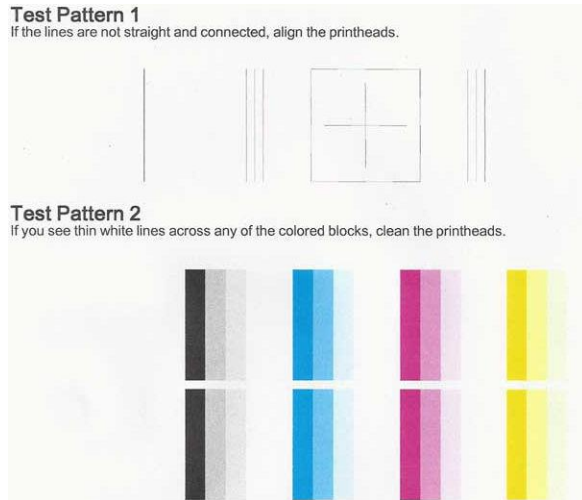 Test Pattern 1
If the lines are not straight and connected, align the printheads.
Test Pattern 2
If you see thin white lines across any of the colored blocks, clean the printheads.